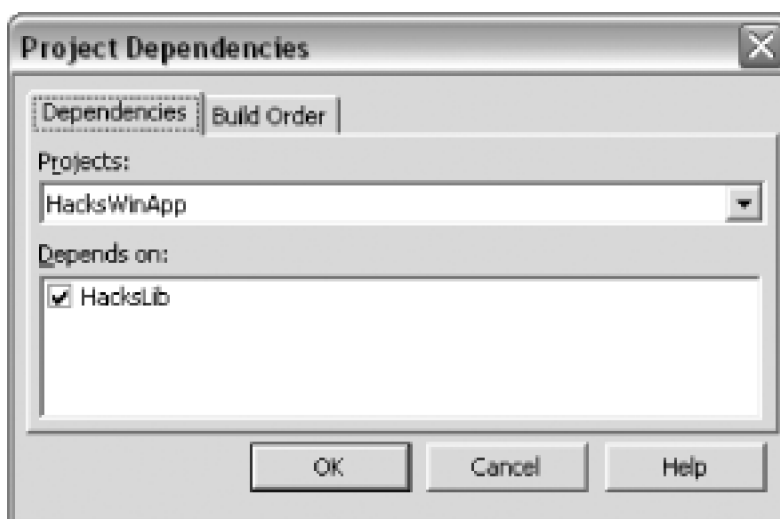 Project Dependencies
Dependencies Build Order
Projects:
HacksWinApp
Depends on:
HacksLib
OK Cancel Help